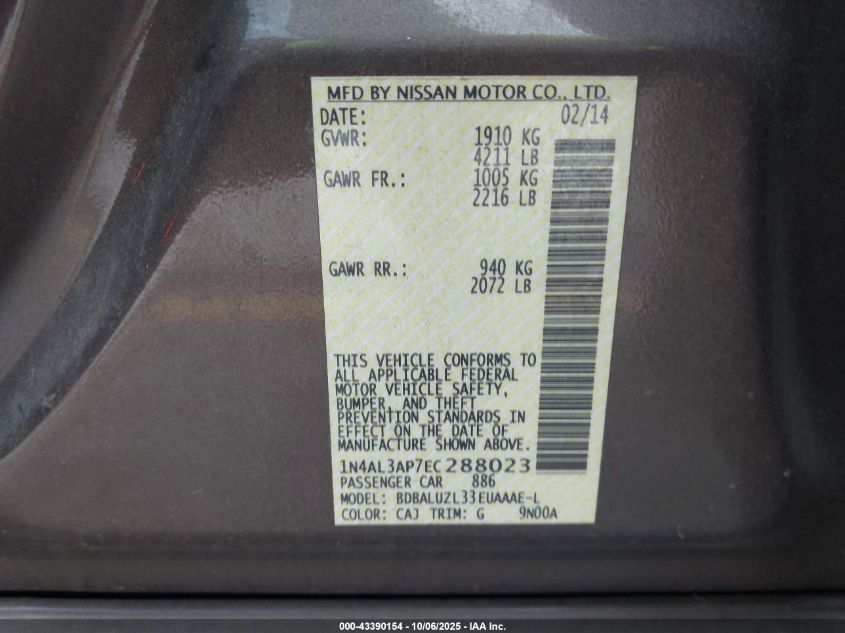 MFD BY NISSAN MOTOR CO., LTD.
DATE: 02/14
GVWR: 1910 KG
4211 LB
GAWR FR.: 1005 KG
2216 LB
GAWR RR.: 940 KG
2072 LB
THIS VEHICLE CONFORMS TO
ALL APPLICABLE FEDERAL
MOTOR VEHICLE SAFETY,
BUMPER, AND THEFT
PREVENTION STANDARDS IN
EFFECT ON THE DATE OF
MANUFACTURE SHOWN ABOVE.
1N4AL3AP7EC288023
PASSENGER CAR 886
MODEL: BDBALUZL33EUAAAE-L
COLOR: CAJ TRIM: G 9N00A
000-43390154 - 10/06/2025 - IAA Inc.